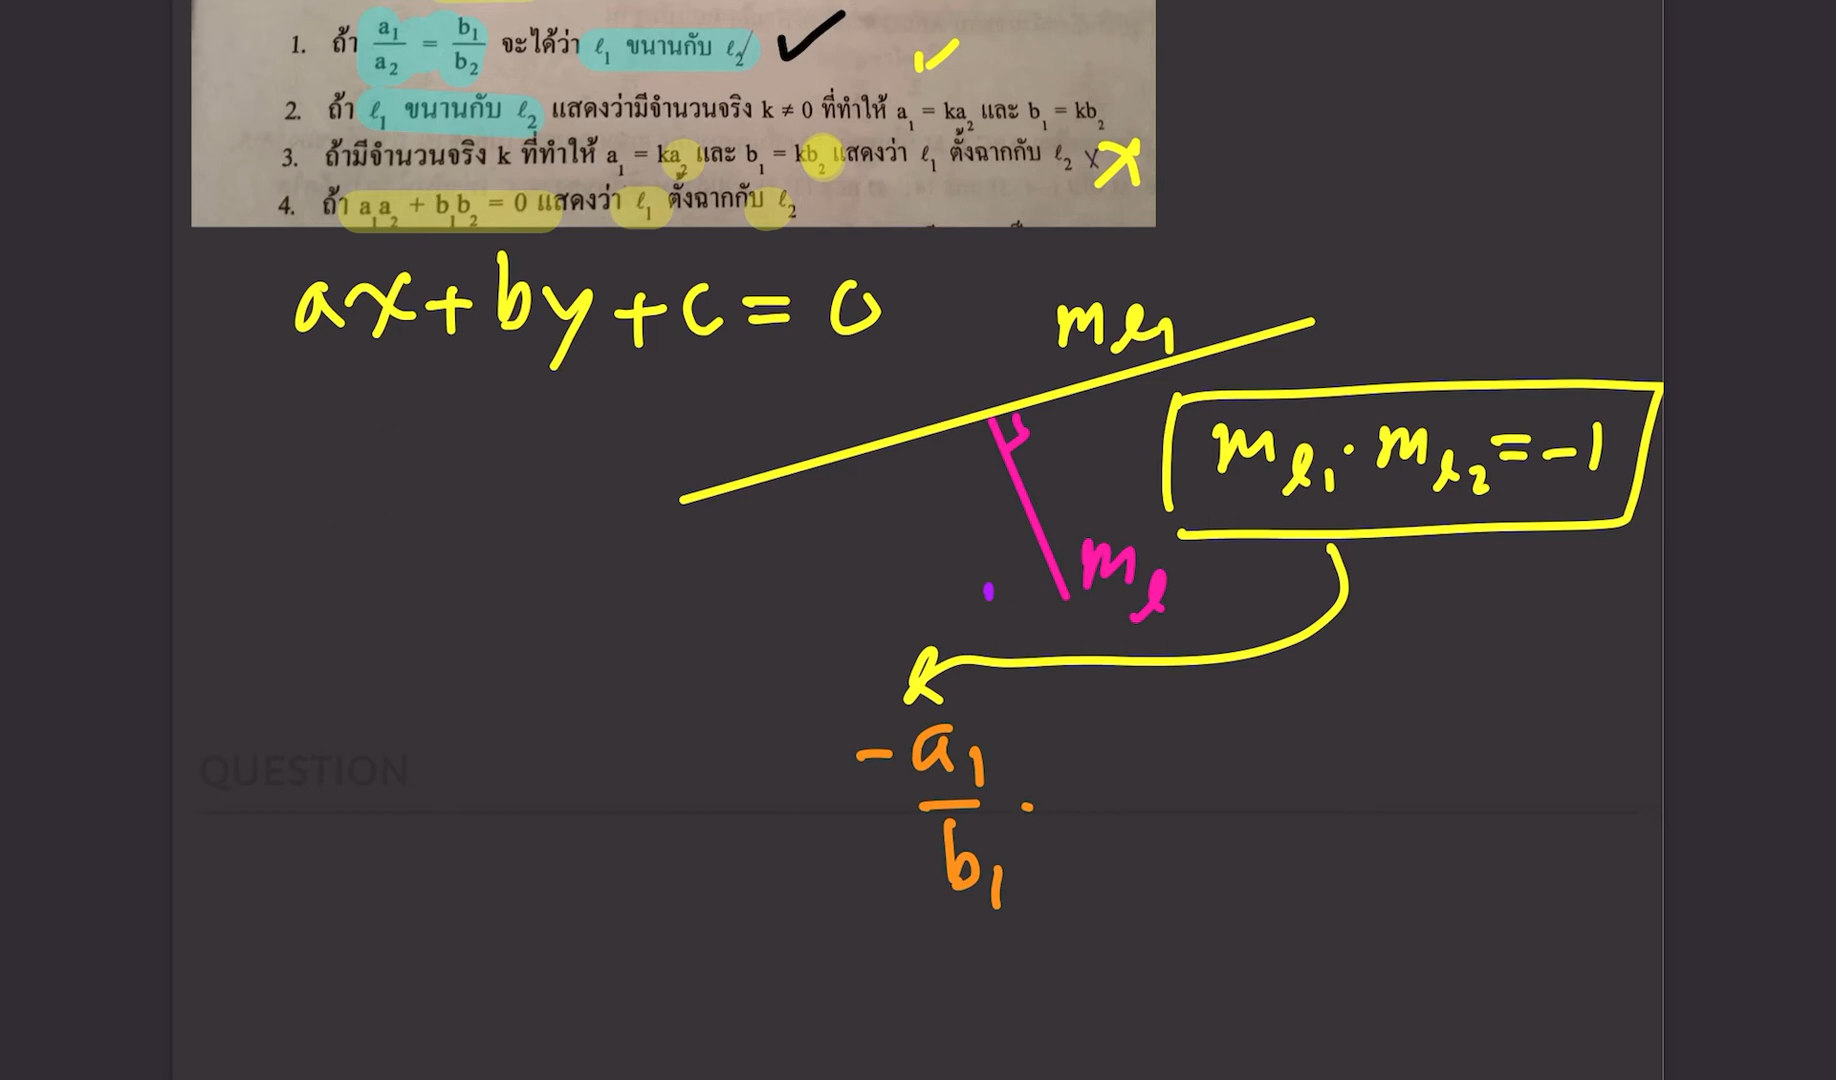 1. ถ้า a₁/a₂ = b₁/b₂ จะได้ว่า ℓ₁ ขนานกับ ℓ₂
2. ถ้า ℓ₁ ขนานกับ ℓ₂ แสดงว่ามีจำนวนจริง k ≠ 0 ที่ทำให้ a₁ = ka₂ และ b₁ = kb₂
3. ถ้ามีจำนวนจริง k ที่ทำให้ a₁ = ka₂ และ b₁ = kb₂ แสดงว่า ℓ₁ ตั้งฉากกับ ℓ₂
4. ถ้า a₁a₂ + b₁b₂ = 0 แสดงว่า ℓ₁ ตั้งฉากกับ ℓ₂
ax+by+c=0
mℓ₁
mℓ₁·mℓ₂=-1
mℓ
QUESTION
-a₁/b₁ ·